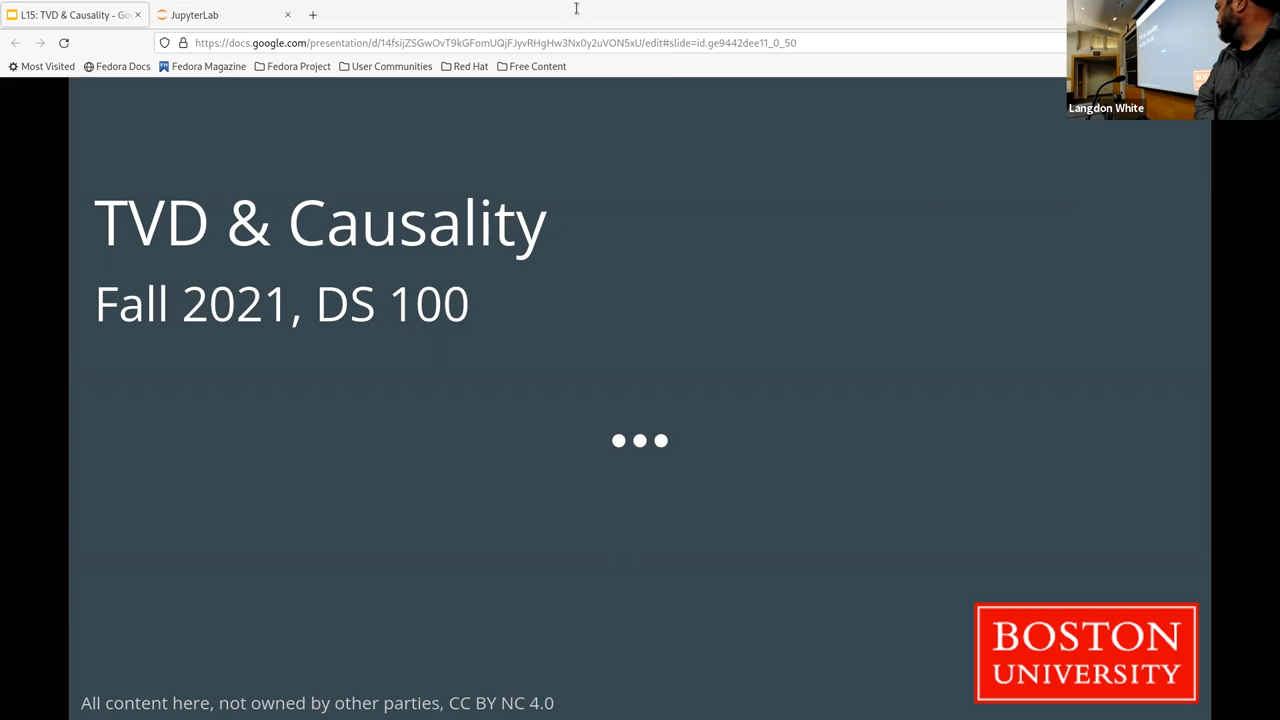 L15: TVD & Causality - Go
JupyterLab
https://docs.google.com/presentation/d/14fsijZSGwOvT9kGFomUQjFJyvRHgHw3Nx0y2uVON5xU/edit#slide=id.ge9442dee11_0_50
Most Visited
Fedora Docs
Fedora Magazine
Fedora Project
User Communities
Red Hat
Free Content
Langdon White
TVD & Causality
Fall 2021, DS 100
BOSTON
UNIVERSITY
All content here, not owned by other parties, CC BY NC 4.0